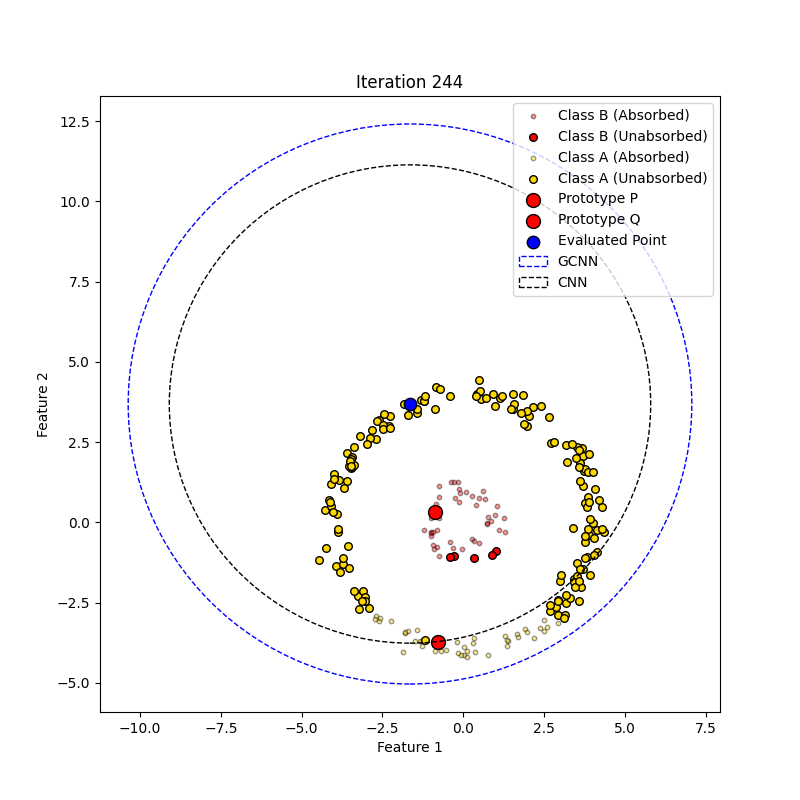 Iteration 244
Class B (Absorbed)
Class B (Unabsorbed)
Class A (Absorbed)
Class A (Unabsorbed)
Prototype P
Prototype Q
Evaluated Point
GCNN
CNN
12.5
10.0
7.5
5.0
2.5
0.0
−2.5
−5.0
Feature 2
−10.0 −7.5 −5.0 −2.5 0.0 2.5 5.0 7.5
Feature 1